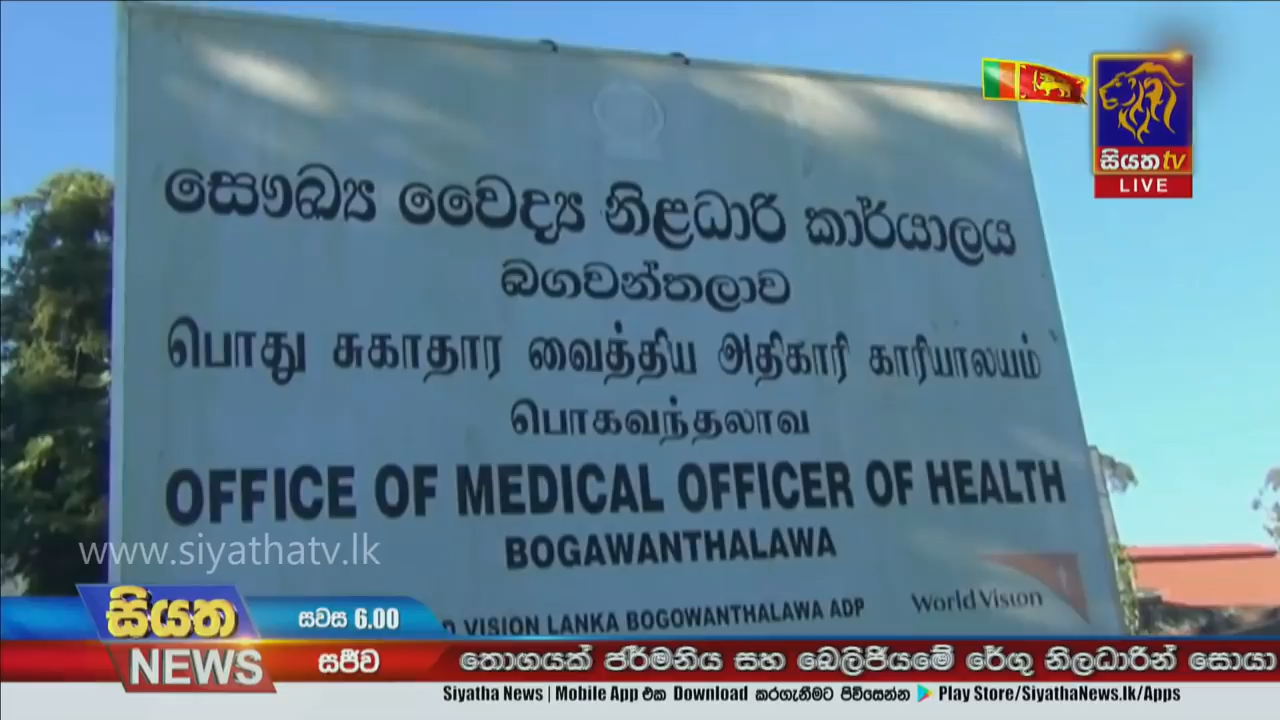 සියත tv
LIVE
සෞඛ්‍ය වෛද්‍ය නිළධාරි කාර්යාලය
බගවන්තලාව
பொது சுகாதார வைத்திய அதிகாரி காரியாலயம்
பொகவந்தலாவ
OFFICE OF MEDICAL OFFICER OF HEALTH
BOGAWANTHALAWA
www.siyathatv.lk
World Vision
VISION LANKA BOGOWANTHALAWA ADP
සියත සවස 6.00
NEWS සජීව තොගයක් ජර්මනිය සහ බෙල්ජියමේ රේගු නිලධාරින් සොයා
Siyatha News | Mobile App එක Download කරගැනීමට පිවිසෙන්න Play Store/SiyathaNews.lk/Apps